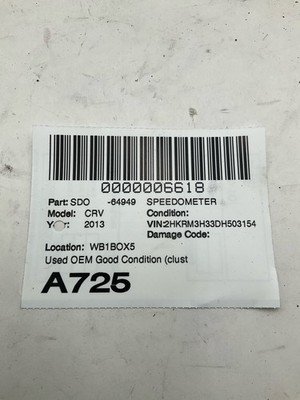 0000006618
Part: SDO -64949 SPEEDOMETER
Model: CRV Condition:
Year: 2013 VIN:2HKRM3H33DH503154
Damage Code:
Location: WB1BOX5
Used OEM Good Condition (clust
A725